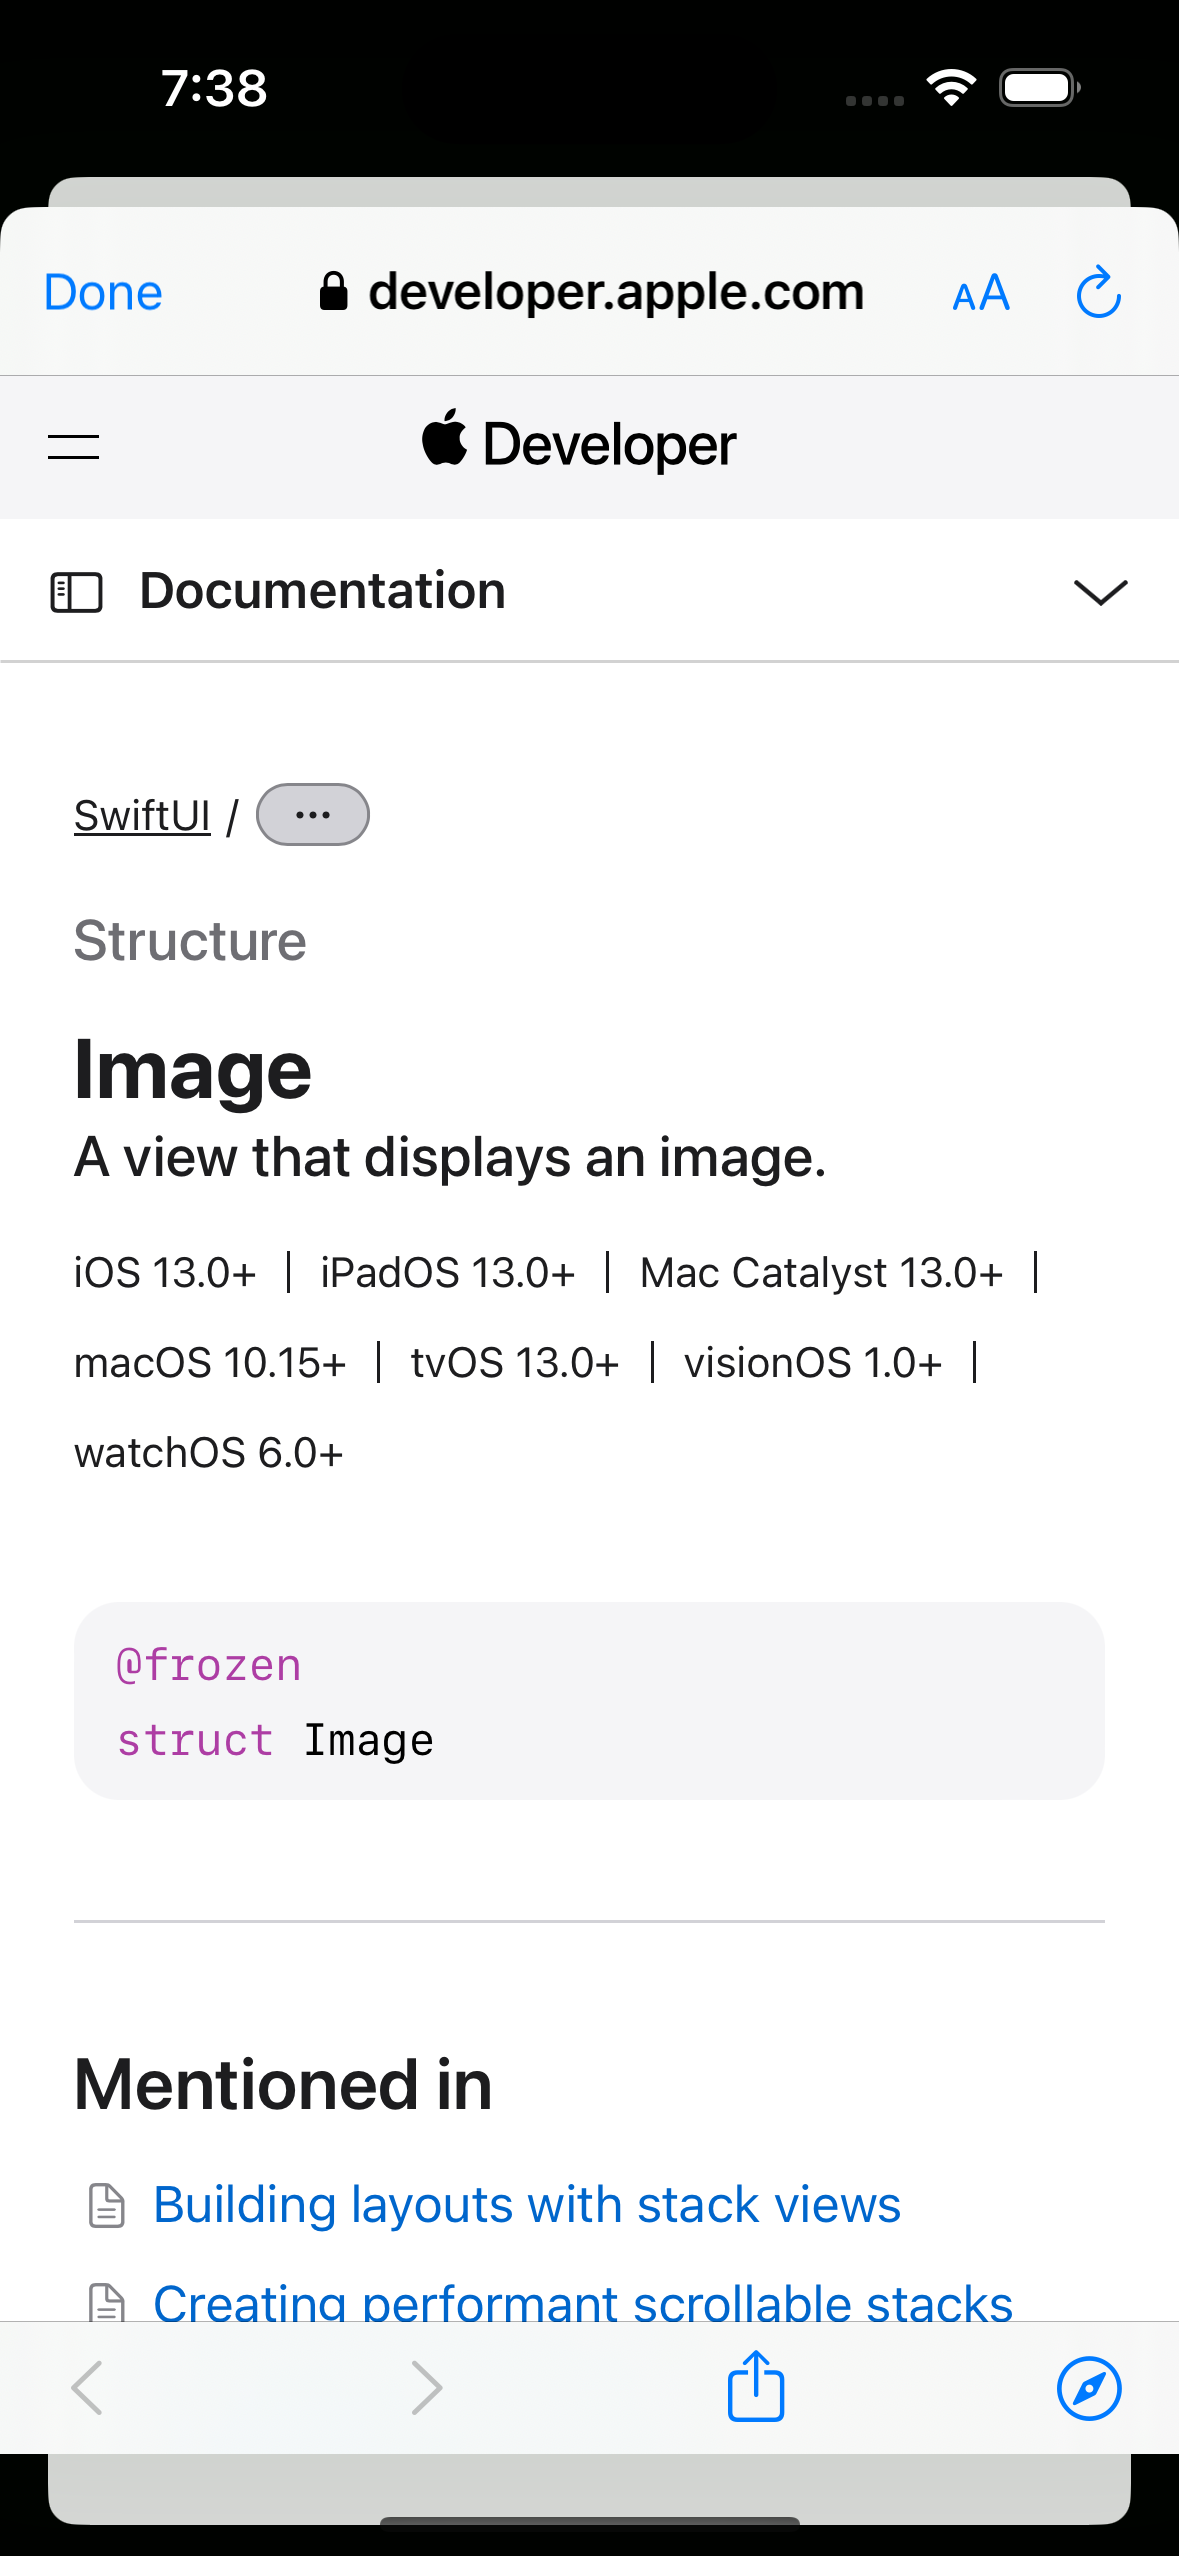 7:38
Done
developer.apple.com
AA
Developer
Documentation
SwiftUI / ...
Structure
Image
A view that displays an image.
iOS 13.0+ | iPadOS 13.0+ | Mac Catalyst 13.0+ |
macOS 10.15+ | tvOS 13.0+ | visionOS 1.0+ |
watchOS 6.0+
@frozen
struct Image
Mentioned in
Building layouts with stack views
Creating performant scrollable stacks